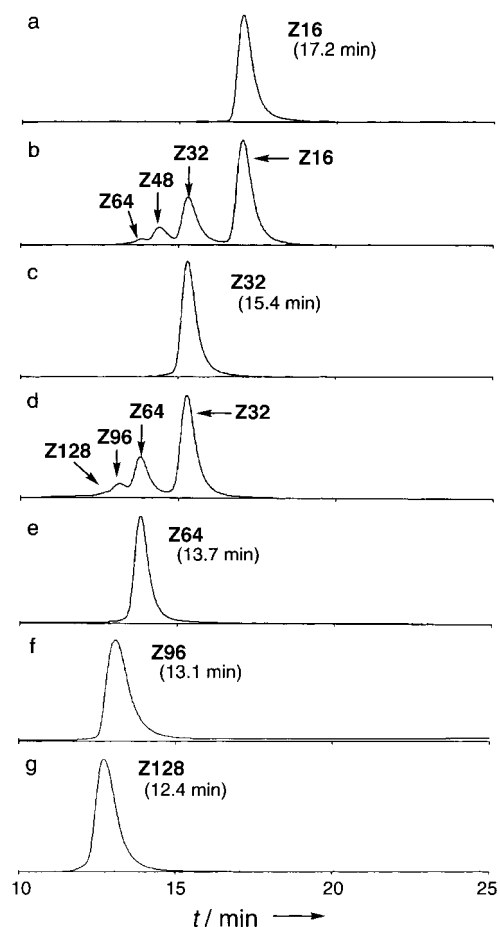 a
Z16
(17.2 min)
b
Z64
Z48
Z32
Z16
c
Z32
(15.4 min)
d
Z128
Z96
Z64
Z32
e
Z64
(13.7 min)
f
Z96
(13.1 min)
g
Z128
(12.4 min)
10 15 20 25
t / min